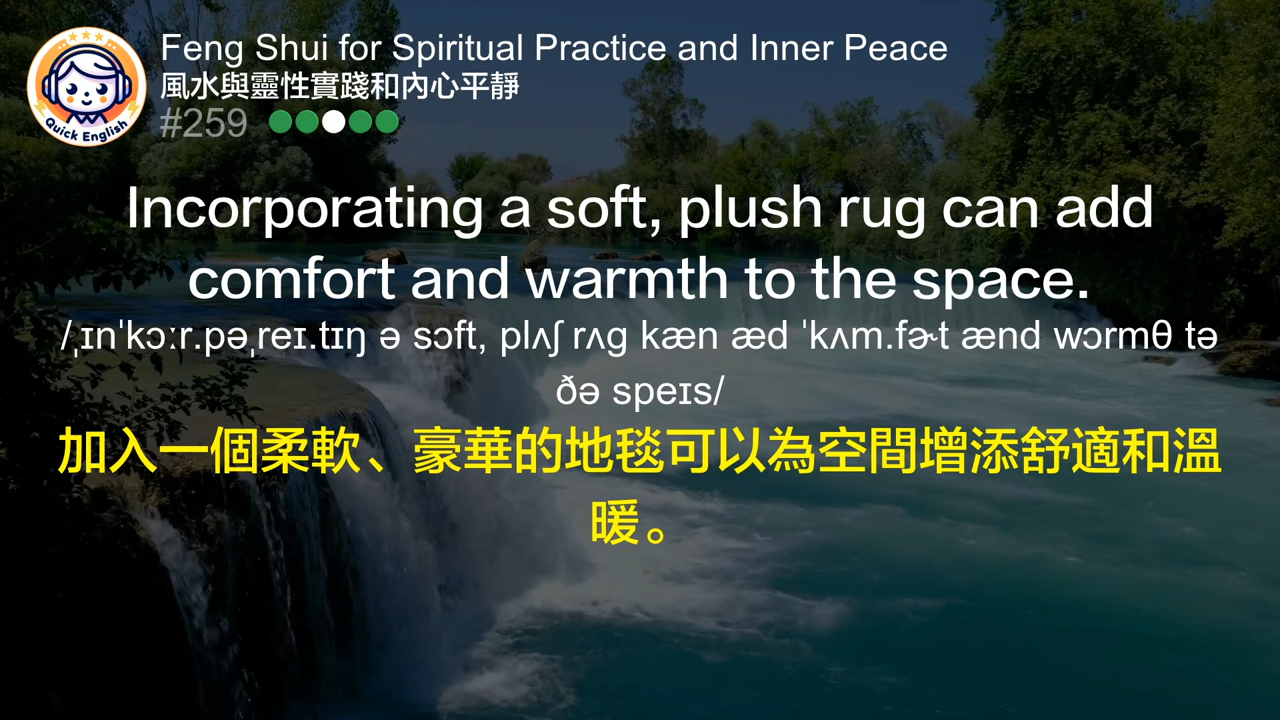 Feng Shui for Spiritual Practice and Inner Peace
風水與靈性實踐和內心平靜
#259
Quick English
Incorporating a soft, plush rug can add
comfort and warmth to the space.
/ˌɪnˈkɔːr.pəˌreɪ.tɪŋ ə sɔft, plʌʃ rʌg kæn æd ˈkʌm.fɚt ænd wɔrmθ tə
ðə speɪs/
加入一個柔軟、豪華的地毯可以為空間增添舒適和溫
暖。